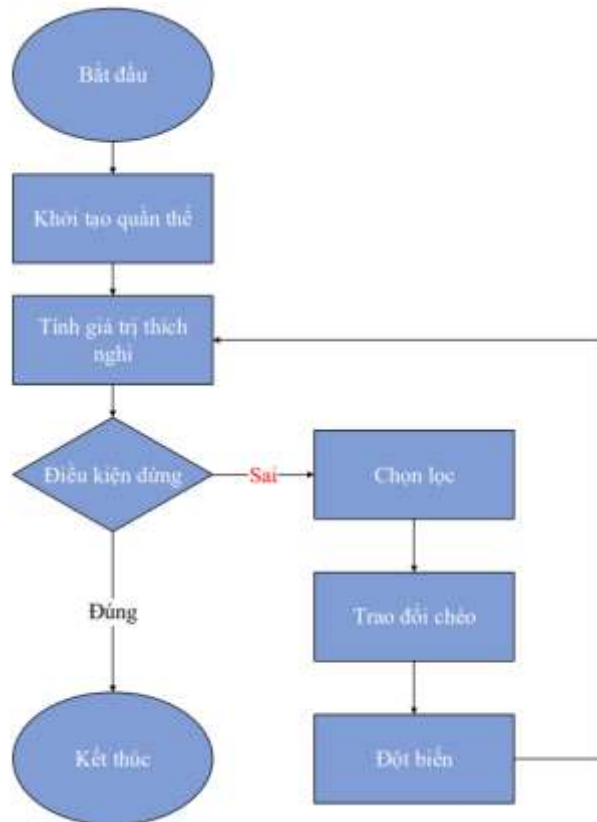 Bắt đầu
Khởi tạo quần thể
Tính giá trị thích
nghi
Điều kiện dừng
Sai
Chọn lọc
Trao đổi chéo
Đúng
Kết thúc
Đột biến